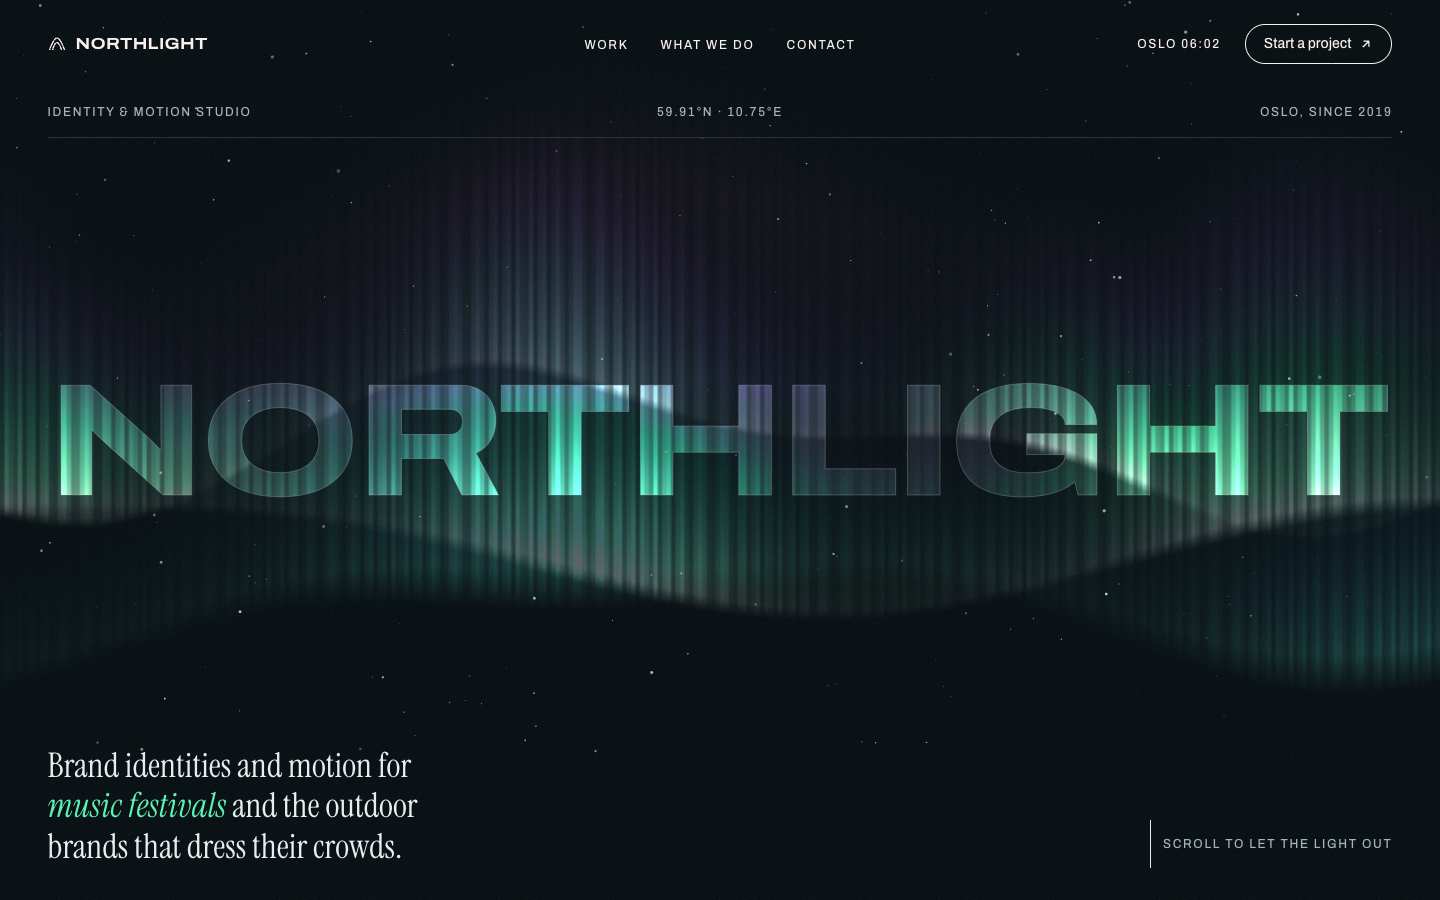 NORTHLIGHT
WORK
WHAT WE DO
CONTACT
OSLO 06:02
Start a project
IDENTITY & MOTION STUDIO
59.91°N · 10.75°E
OSLO, SINCE 2019
NORTHLIGHT
Brand identities and motion for
music festivals and the outdoor
brands that dress their crowds.
SCROLL TO LET THE LIGHT OUT